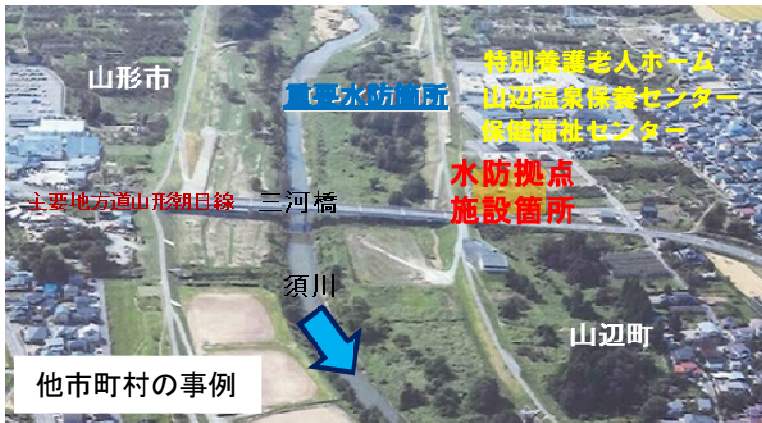 山形市
重要水防箇所
特別養護老人ホーム
山辺温泉保養センター
保健福祉センター
水防拠点
施設箇所
主要地方道山形朝日線
三河橋
須川
山辺町
他市町村の事例